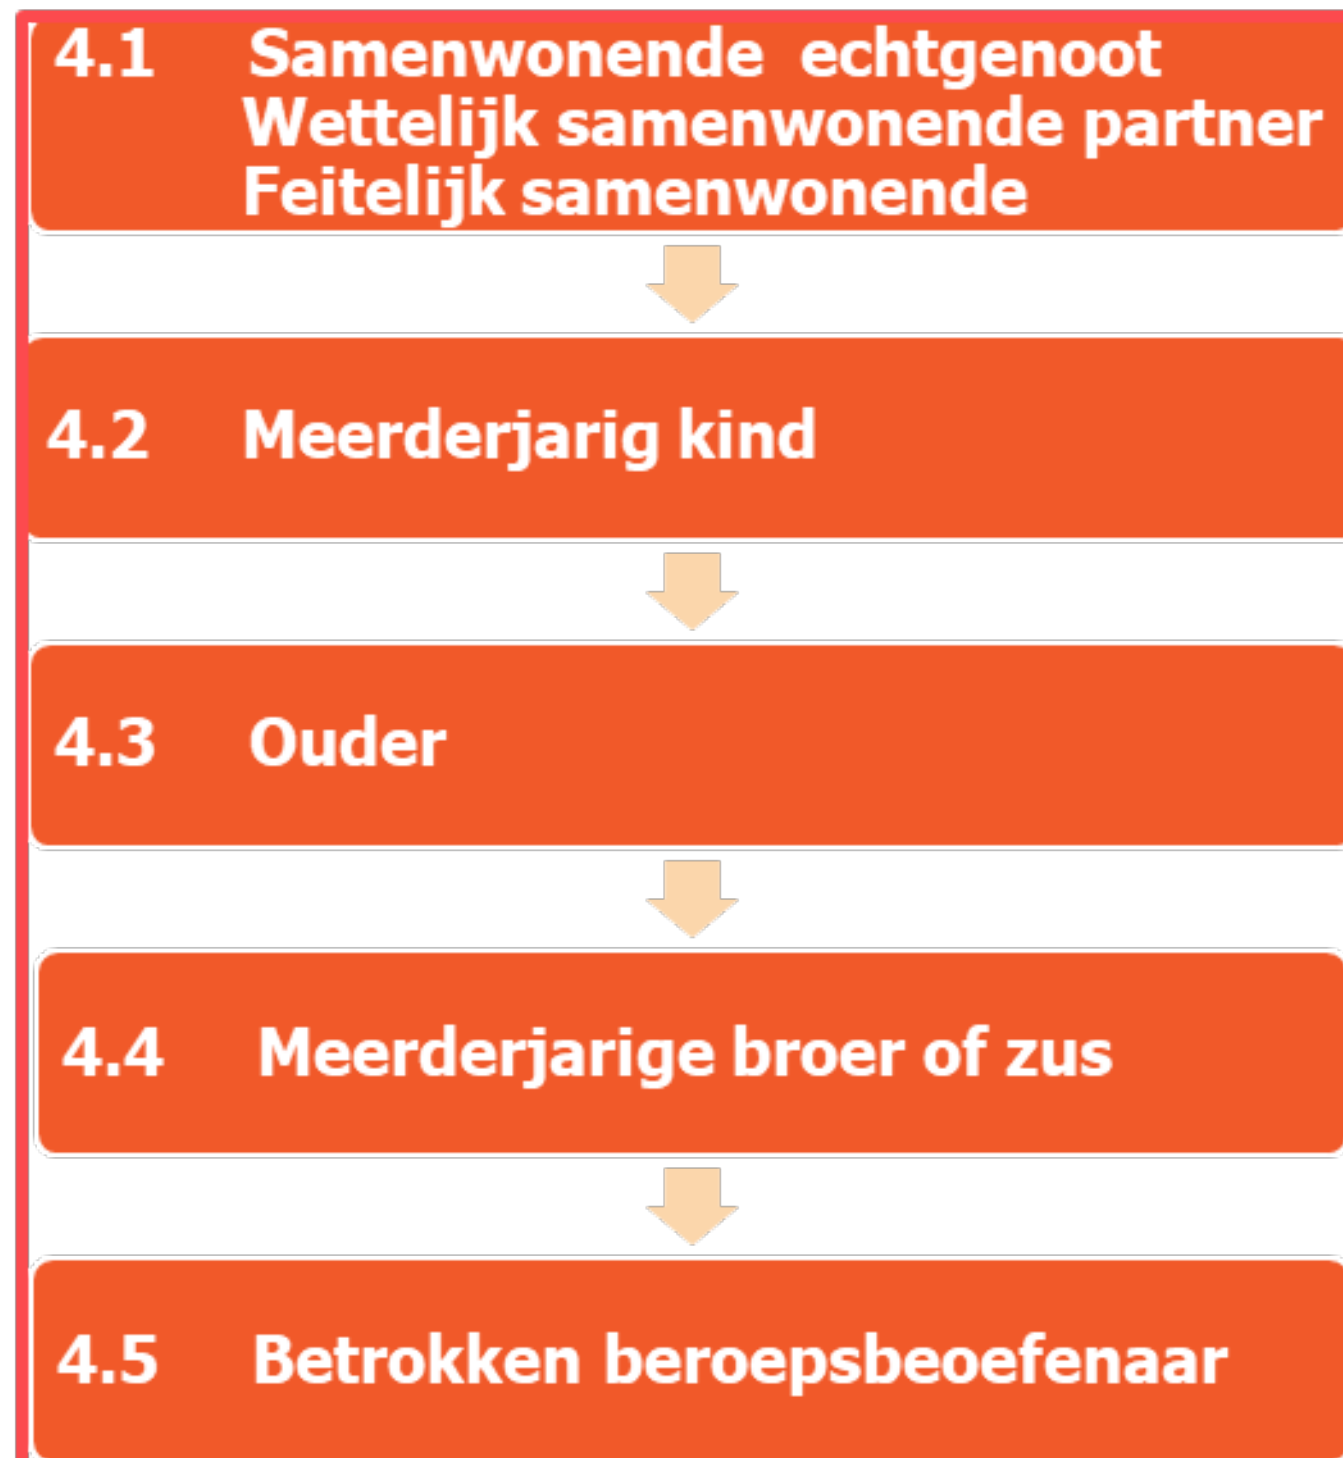 4.1 Samenwonende echtgenoot
Wettelijk samenwonende partner
Feitelijk samenwonende
4.2 Meerderjarig kind
4.3 Ouder
4.4 Meerderjarige broer of zus
4.5 Betrokken beroepsbeoefenaar